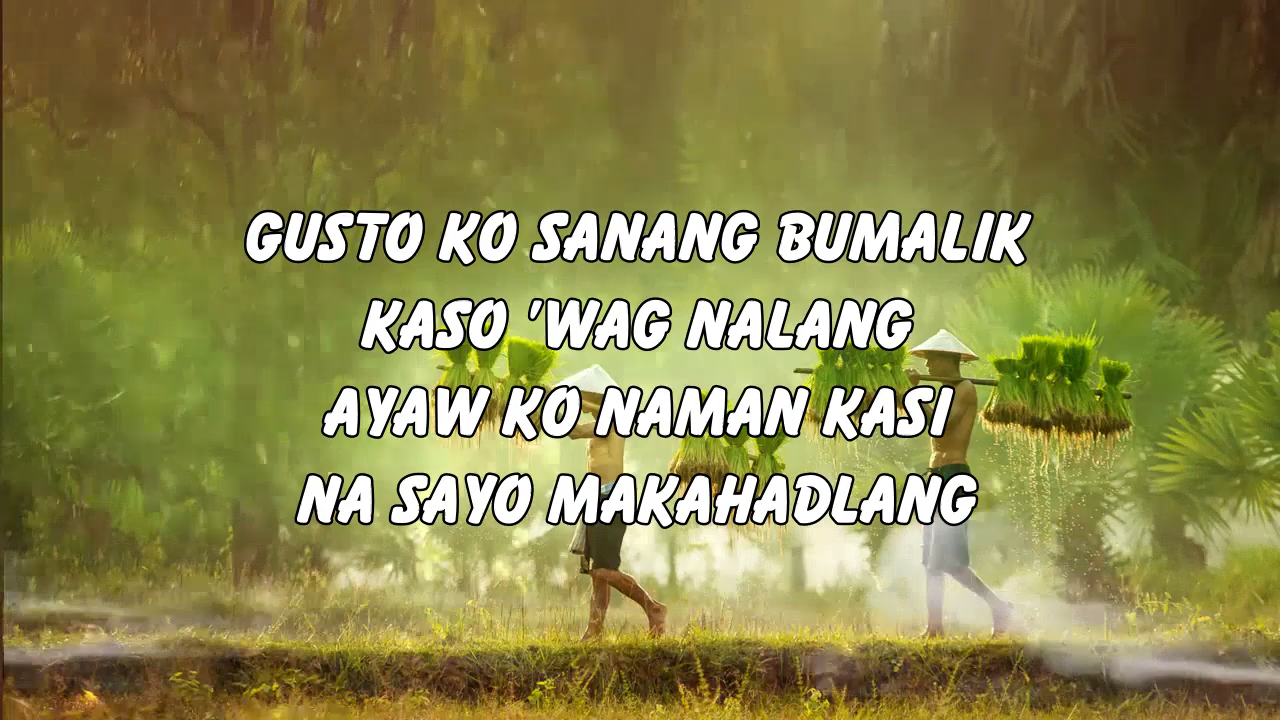 GUSTO KO SANANG BUMALIK
KASO 'WAG NALANG
AYAW KO NAMAN KASI
NA SAYO MAKAHADLANG